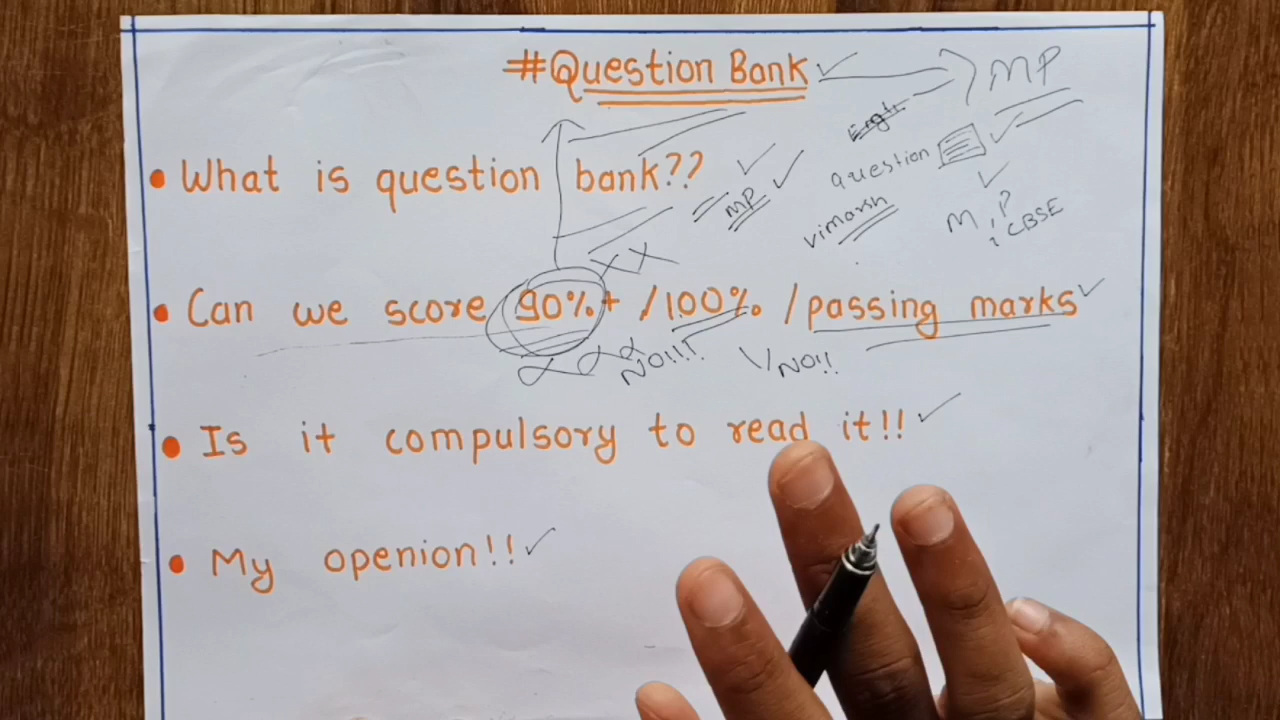 #Question Bank MP
• What is question bank??
MP
question
vimarsh
M, P
CBSE
• Can we score 90%+ /100% /passing marks
NO!!! NO!!
• Is it compulsory to read it!!
• My openion!!